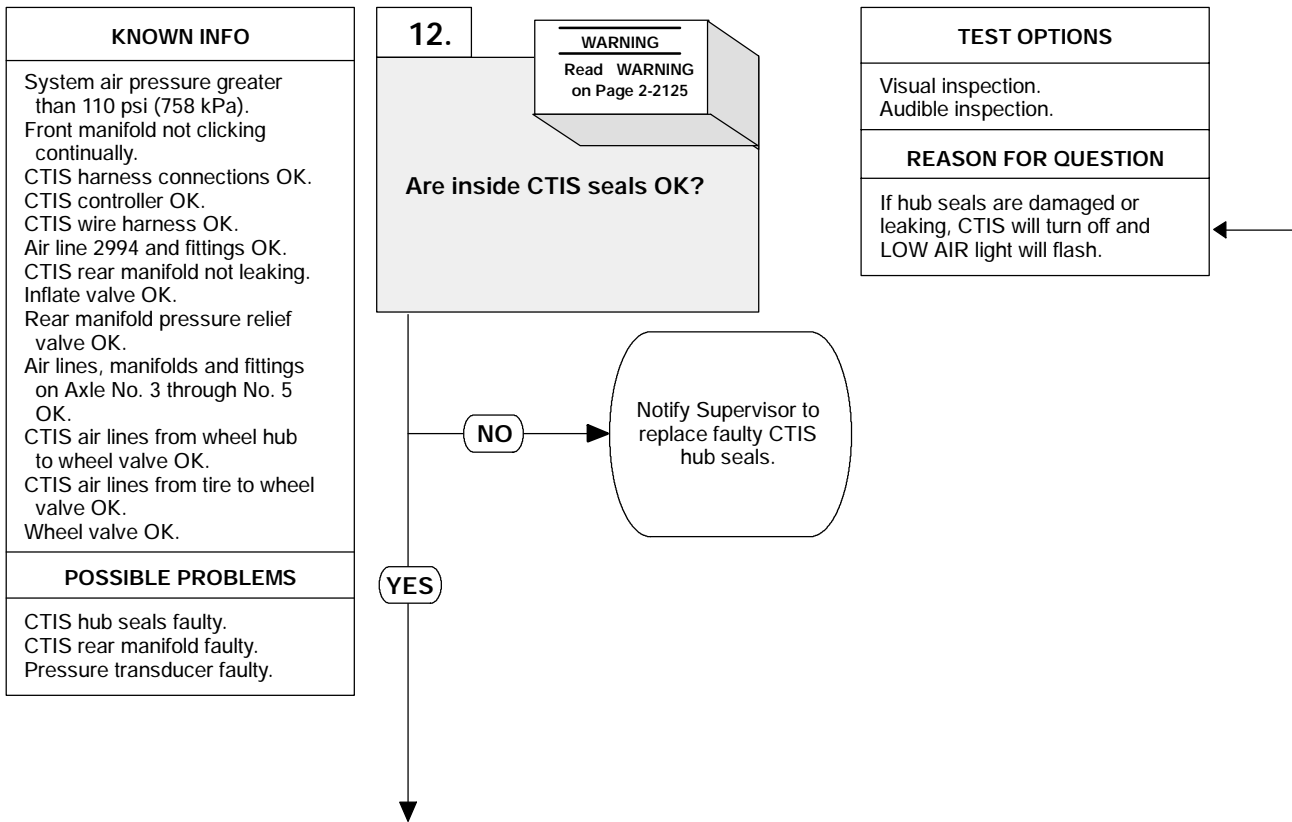 KNOWN INFO
System air pressure greater
than 110 psi (758 kPa).
Front manifold not clicking
continually.
CTIS harness connections OK.
CTIS controller OK.
CTIS wire harness OK.
Air line 2994 and fittings OK.
CTIS rear manifold not leaking.
Inflate valve OK.
Rear manifold pressure relief
valve OK.
Air lines, manifolds and fittings
on Axle No. 3 through No. 5
OK.
CTIS air lines from wheel hub
to wheel valve OK.
CTIS air lines from tire to wheel
valve OK.
Wheel valve OK.
POSSIBLE PROBLEMS
CTIS hub seals faulty.
CTIS rear manifold faulty.
Pressure transducer faulty.
12.
WARNING
Read WARNING
on Page 2-2125
Are inside CTIS seals OK?
NO
Notify Supervisor to
replace faulty CTIS
hub seals.
YES
TEST OPTIONS
Visual inspection.
Audible inspection.
REASON FOR QUESTION
If hub seals are damaged or
leaking, CTIS will turn off and
LOW AIR light will flash.